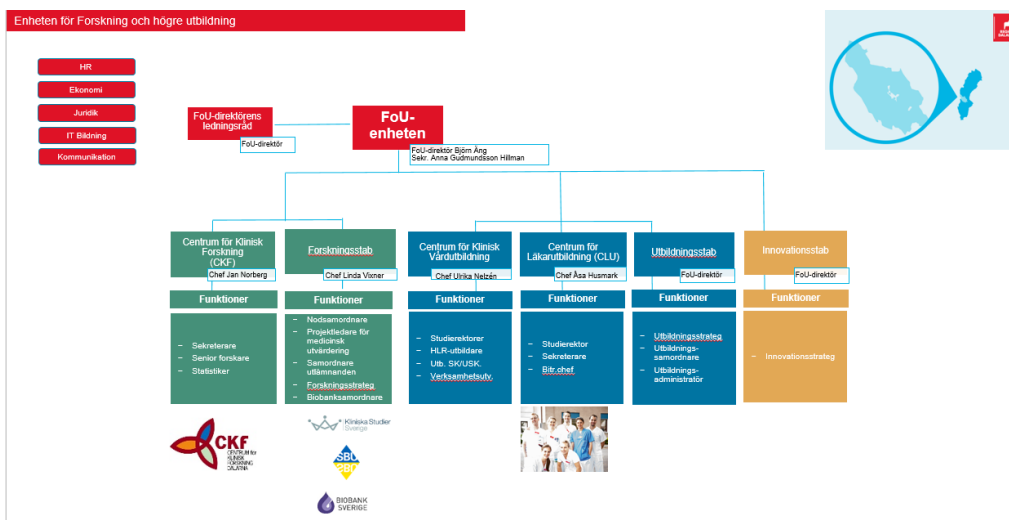 Enheten för Forskning och högre utbildning
HR
Ekonomi
Juridik
IT Bildning
Kommunikation
FoU-direktörens
ledningsråd
FoU-direktör
FoU-
enheten
FoU-direktör Björn Äng
Sekr. Anna Gudmundsson Hillman
Centrum för Klinisk
Forskning
(CKF)
Chef Jan Norberg
Funktioner
– Sekreterare
– Senior forskare
– Statistiker
Forskningsstab
Chef Linda Vixner
Funktioner
– Nodsamordnare
– Projektledare för
medicinsk
utvärdering
– Samordnare
utlämnanden
– Forskningsstrateg
– Biobanksamordnare
Centrum för Klinisk
Vårdutbildning
Chef Ulrika Nelzén
Funktioner
– Studierektorer
– HLR-utbildare
– Utb. SK/USK.
– Verksamhetsutv.
Centrum för
Läkarutbildning (CLU)
Chef Åsa Husmark
Funktioner
– Studierektor
– Sekreterare
– Bitr.chef
Utbildningsstab
FoU-direktör
Funktioner
– Utbildningsstrateg
– Utbildnings-
samordnare
– Utbildnings-
administratör
Innovationsstab
FoU-direktör
Funktioner
– Innovationsstrateg
CKF
CENTRUM för
KLINISK
FORSKNING
DALARNA
Kliniska Studier
Sverige
SBU
BIOBANK
SVERIGE